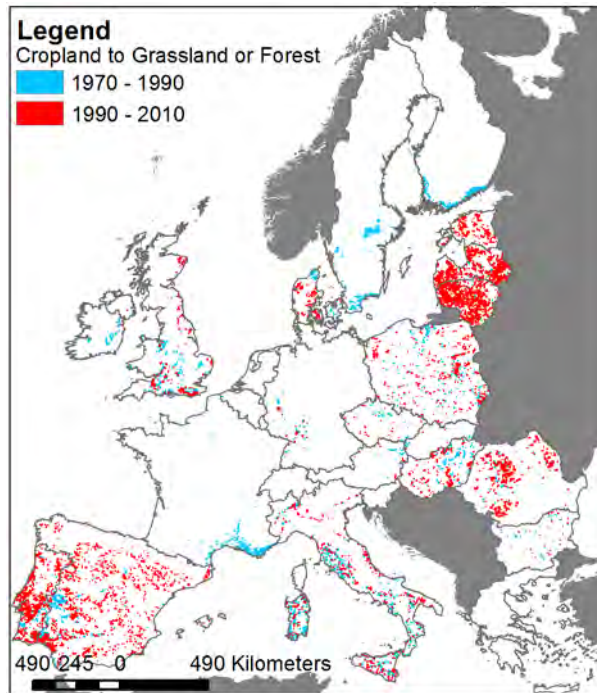 Legend
Cropland to Grassland or Forest
1970 - 1990
1990 - 2010
490 245 0 490 Kilometers